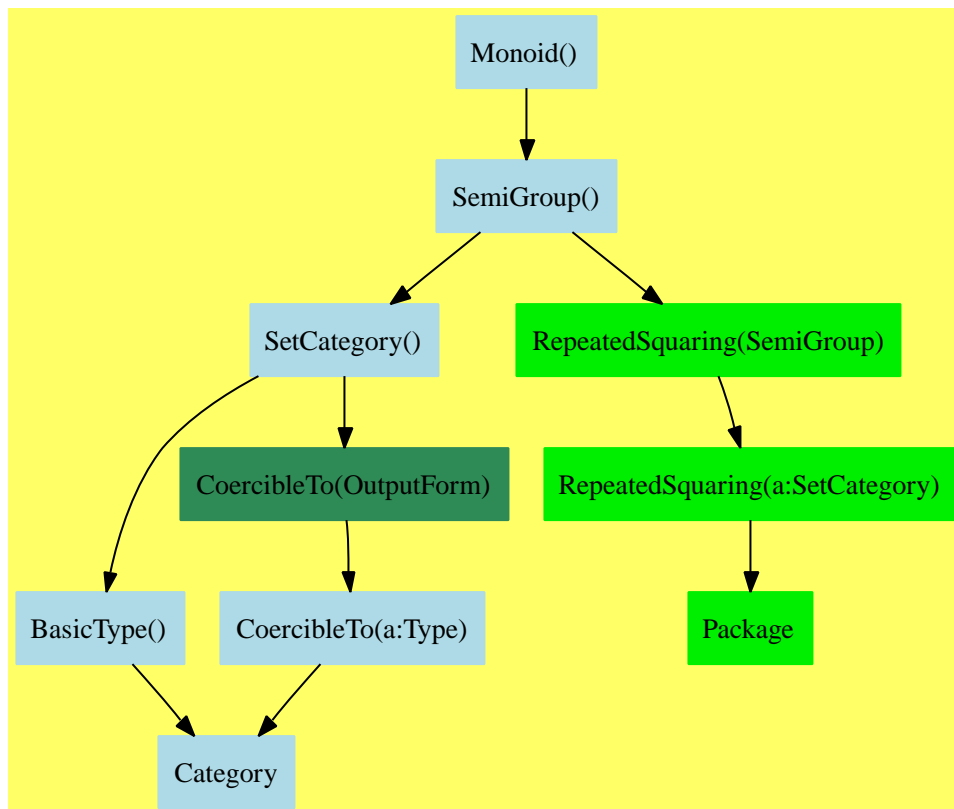 Monoid()
SemiGroup()
SetCategory()
RepeatedSquaring(SemiGroup)
CoercibleTo(OutputForm)
RepeatedSquaring(a:SetCategory)
BasicType()
CoercibleTo(a:Type)
Package
Category